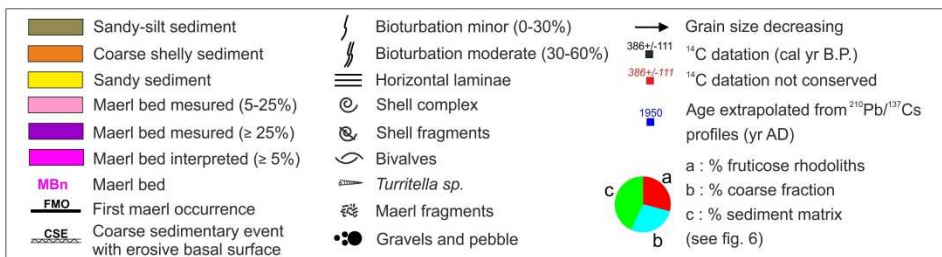 Sandy-silt sediment
Coarse shelly sediment
Sandy sediment
Maerl bed mesured (5-25%)
Maerl bed mesured (≥ 25%)
Maerl bed interpreted (≥ 5%)
MBn Maerl bed
FMO First maerl occurrence
CSE Coarse sedimentary event
with erosive basal surface
Bioturbation minor (0-30%)
Bioturbation moderate (30-60%)
Horizontal laminae
Shell complex
Shell fragments
Bivalves
Turritella sp.
Maerl fragments
Gravels and pebble
Grain size decreasing
386+/-111 ¹⁴C datation (cal yr B.P.)
386+/-111 ¹⁴C datation not conserved
1950 Age extrapolated from ²¹⁰Pb/¹³⁷Cs
profiles (yr AD)
a
b
c
a : % fruticose rhodoliths
b : % coarse fraction
c : % sediment matrix
(see fig. 6)